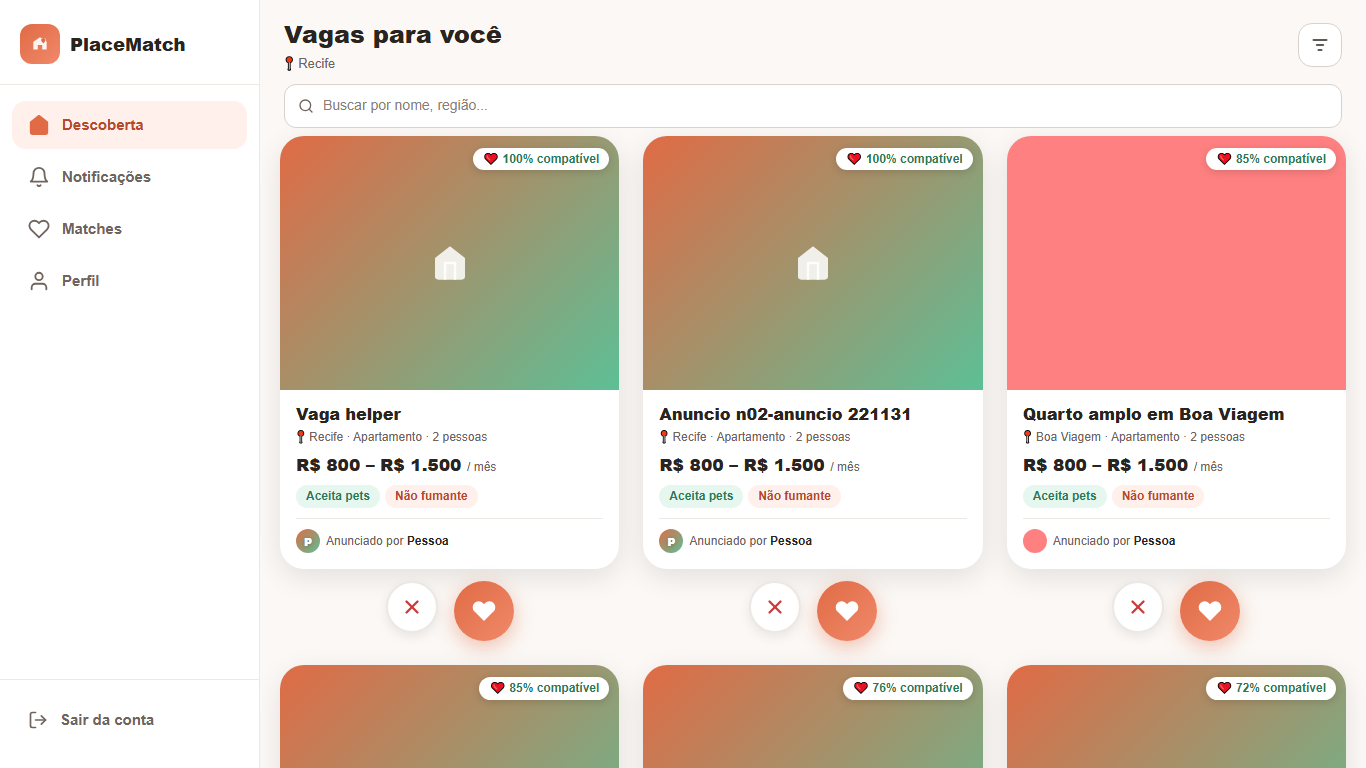 PlaceMatch
Descoberta
Notificações
Matches
Perfil
Sair da conta
Vagas para você
Recife
Buscar por nome, região...
100% compatível
Vaga helper
Recife · Apartamento · 2 pessoas
R$ 800 – R$ 1.500 / mês
Aceita pets Não fumante
P Anunciado por Pessoa
100% compatível
Anuncio n02-anuncio 221131
Recife · Apartamento · 2 pessoas
R$ 800 – R$ 1.500 / mês
Aceita pets Não fumante
P Anunciado por Pessoa
85% compatível
Quarto amplo em Boa Viagem
Boa Viagem · Apartamento · 2 pessoas
R$ 800 – R$ 1.500 / mês
Aceita pets Não fumante
Anunciado por Pessoa
85% compatível
76% compatível
72% compatível